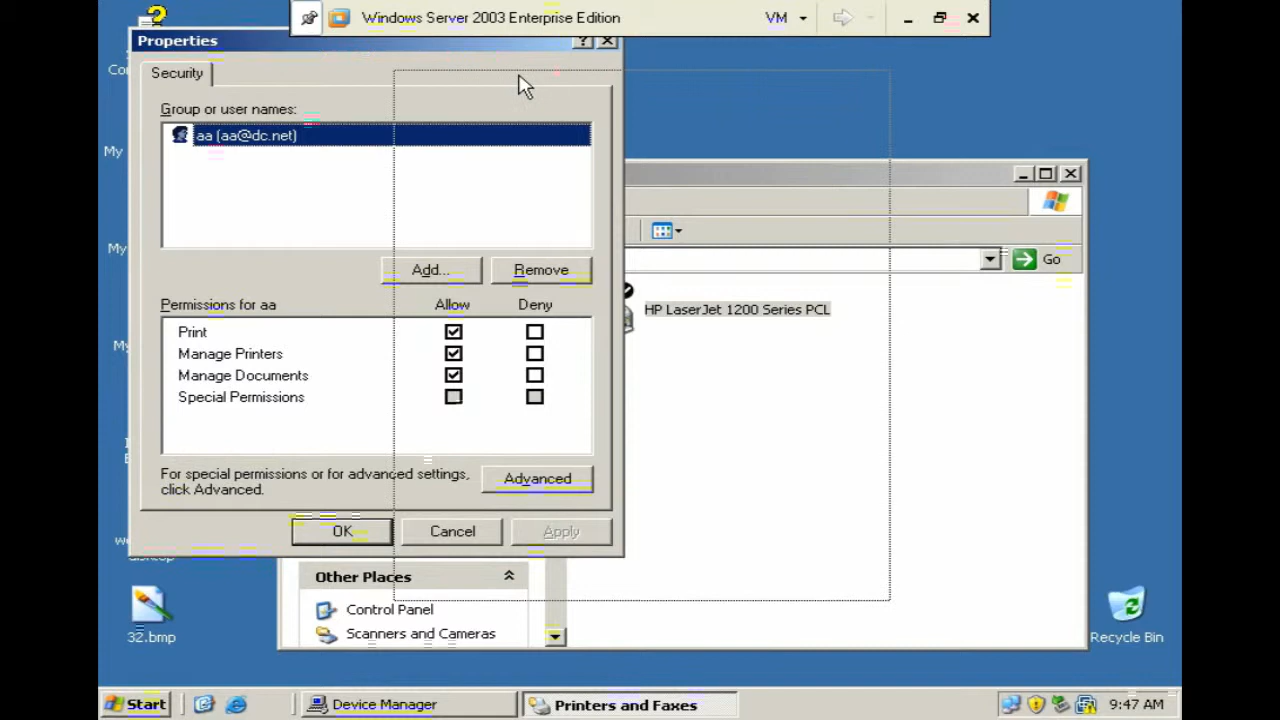 Windows Server 2003 Enterprise Edition
VM
Properties
Security
Group or user names:
aa (aa@dc.net)
My
My
Add...
Remove
Go
Permissions for aa
Allow
Deny
HP LaserJet 1200 Series PCL
Print
Manage Printers
Manage Documents
Special Permissions
For special permissions or for advanced settings,
click Advanced.
Advanced
OK
Cancel
Apply
Other Places
Control Panel
Scanners and Cameras
32.bmp
Recycle Bin
Start
Device Manager
Printers and Faxes
9:47 AM